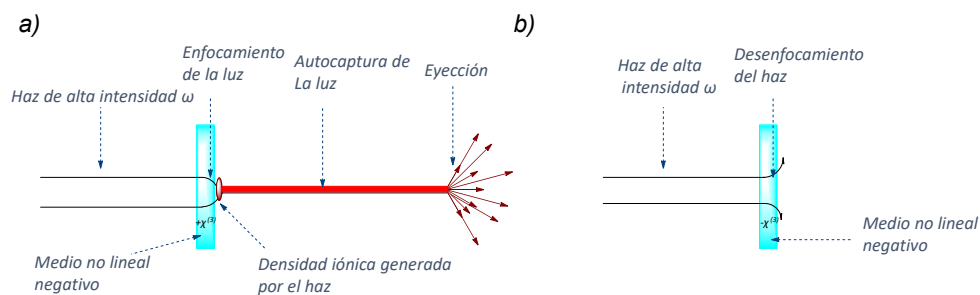 a)
Enfocamiento
de la luz
Autocaptura de
La luz
Eyección
Haz de alta intensidad ω
+χ(3)
Medio no lineal
negativo
Densidad iónica generada
por el haz
b)
Haz de alta
intensidad ω
Desenfocamiento
del haz
-χ(3)
Medio no lineal
negativo